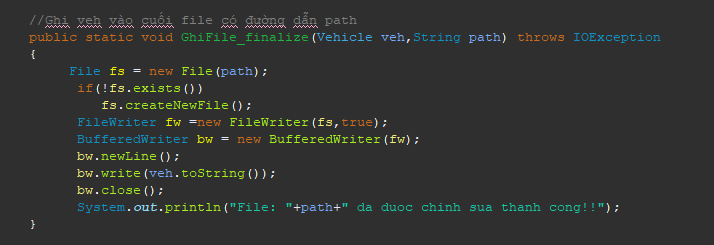 //Ghi veh vào cuối file có đường dẫn path
public static void GhiFile_finalize(Vehicle veh,String path) throws IOException
{
File fs = new File(path);
if(!fs.exists())
fs.createNewFile();
FileWriter fw =new FileWriter(fs,true);
BufferedWriter bw = new BufferedWriter(fw);
bw.newLine();
bw.write(veh.toString());
bw.close();
System.out.println("File: "+path+" da duoc chinh sua thanh cong!!");
}